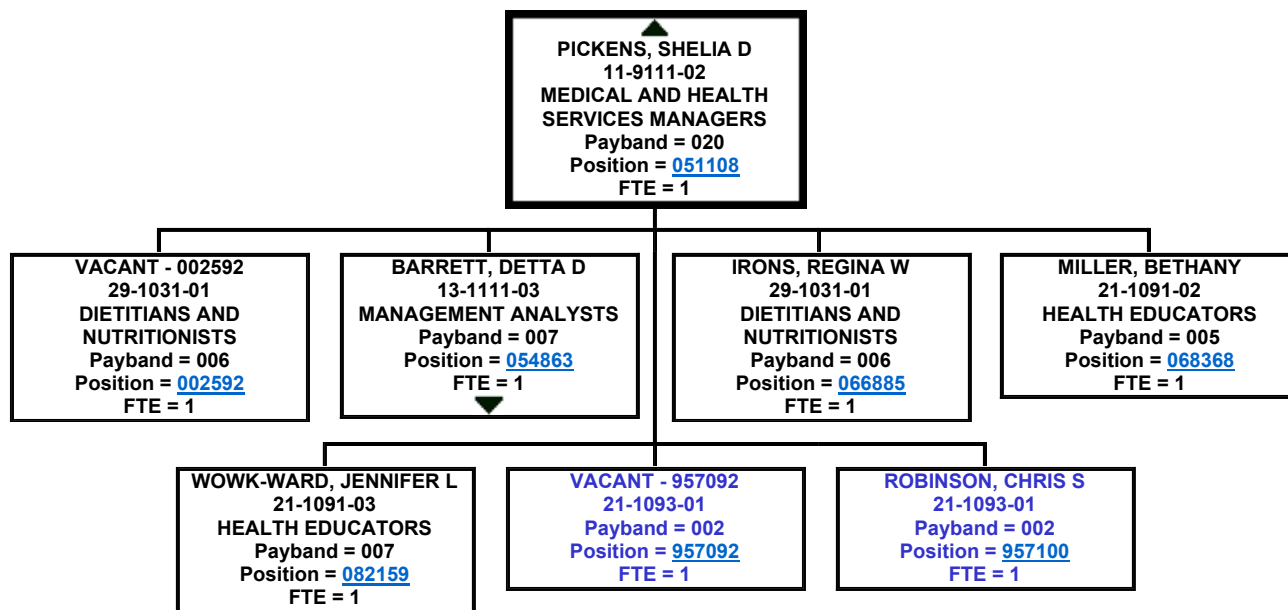 PICKENS, SHELIA D
11-9111-02
MEDICAL AND HEALTH
SERVICES MANAGERS
Payband = 020
Position = 051108
FTE = 1
VACANT - 002592
29-1031-01
DIETITIANS AND
NUTRITIONISTS
Payband = 006
Position = 002592
FTE = 1
BARRETT, DETTA D
13-1111-03
MANAGEMENT ANALYSTS
Payband = 007
Position = 054863
FTE = 1
IRONS, REGINA W
29-1031-01
DIETITIANS AND
NUTRITIONISTS
Payband = 006
Position = 066885
FTE = 1
MILLER, BETHANY
21-1091-02
HEALTH EDUCATORS
Payband = 005
Position = 068368
FTE = 1
WOWK-WARD, JENNIFER L
21-1091-03
HEALTH EDUCATORS
Payband = 007
Position = 082159
FTE = 1
VACANT - 957092
21-1093-01
Payband = 002
Position = 957092
FTE = 1
ROBINSON, CHRIS S
21-1093-01
Payband = 002
Position = 957100
FTE = 1